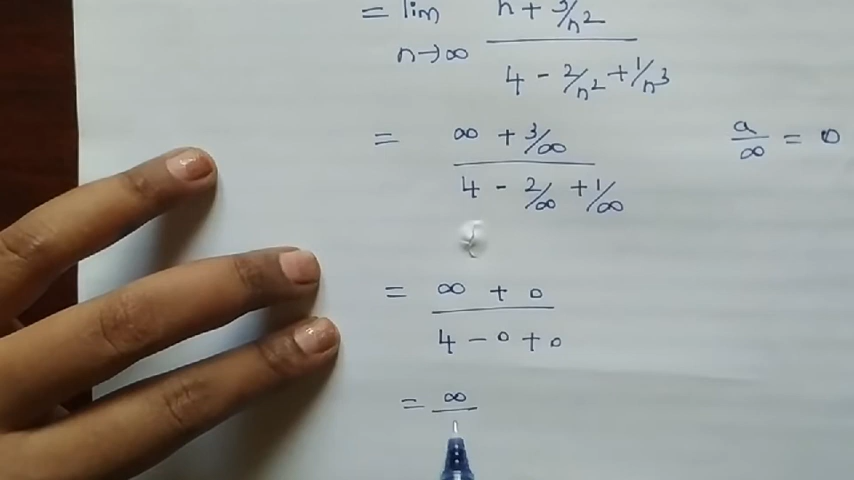 = lim n + 3/n²
n→∞ 4 - 2/n² + 1/n³
= ∞ + 3/∞ a/∞ = 0
4 - 2/∞ + 1/∞
= ∞ + 0
4 - 0 + 0
= ∞